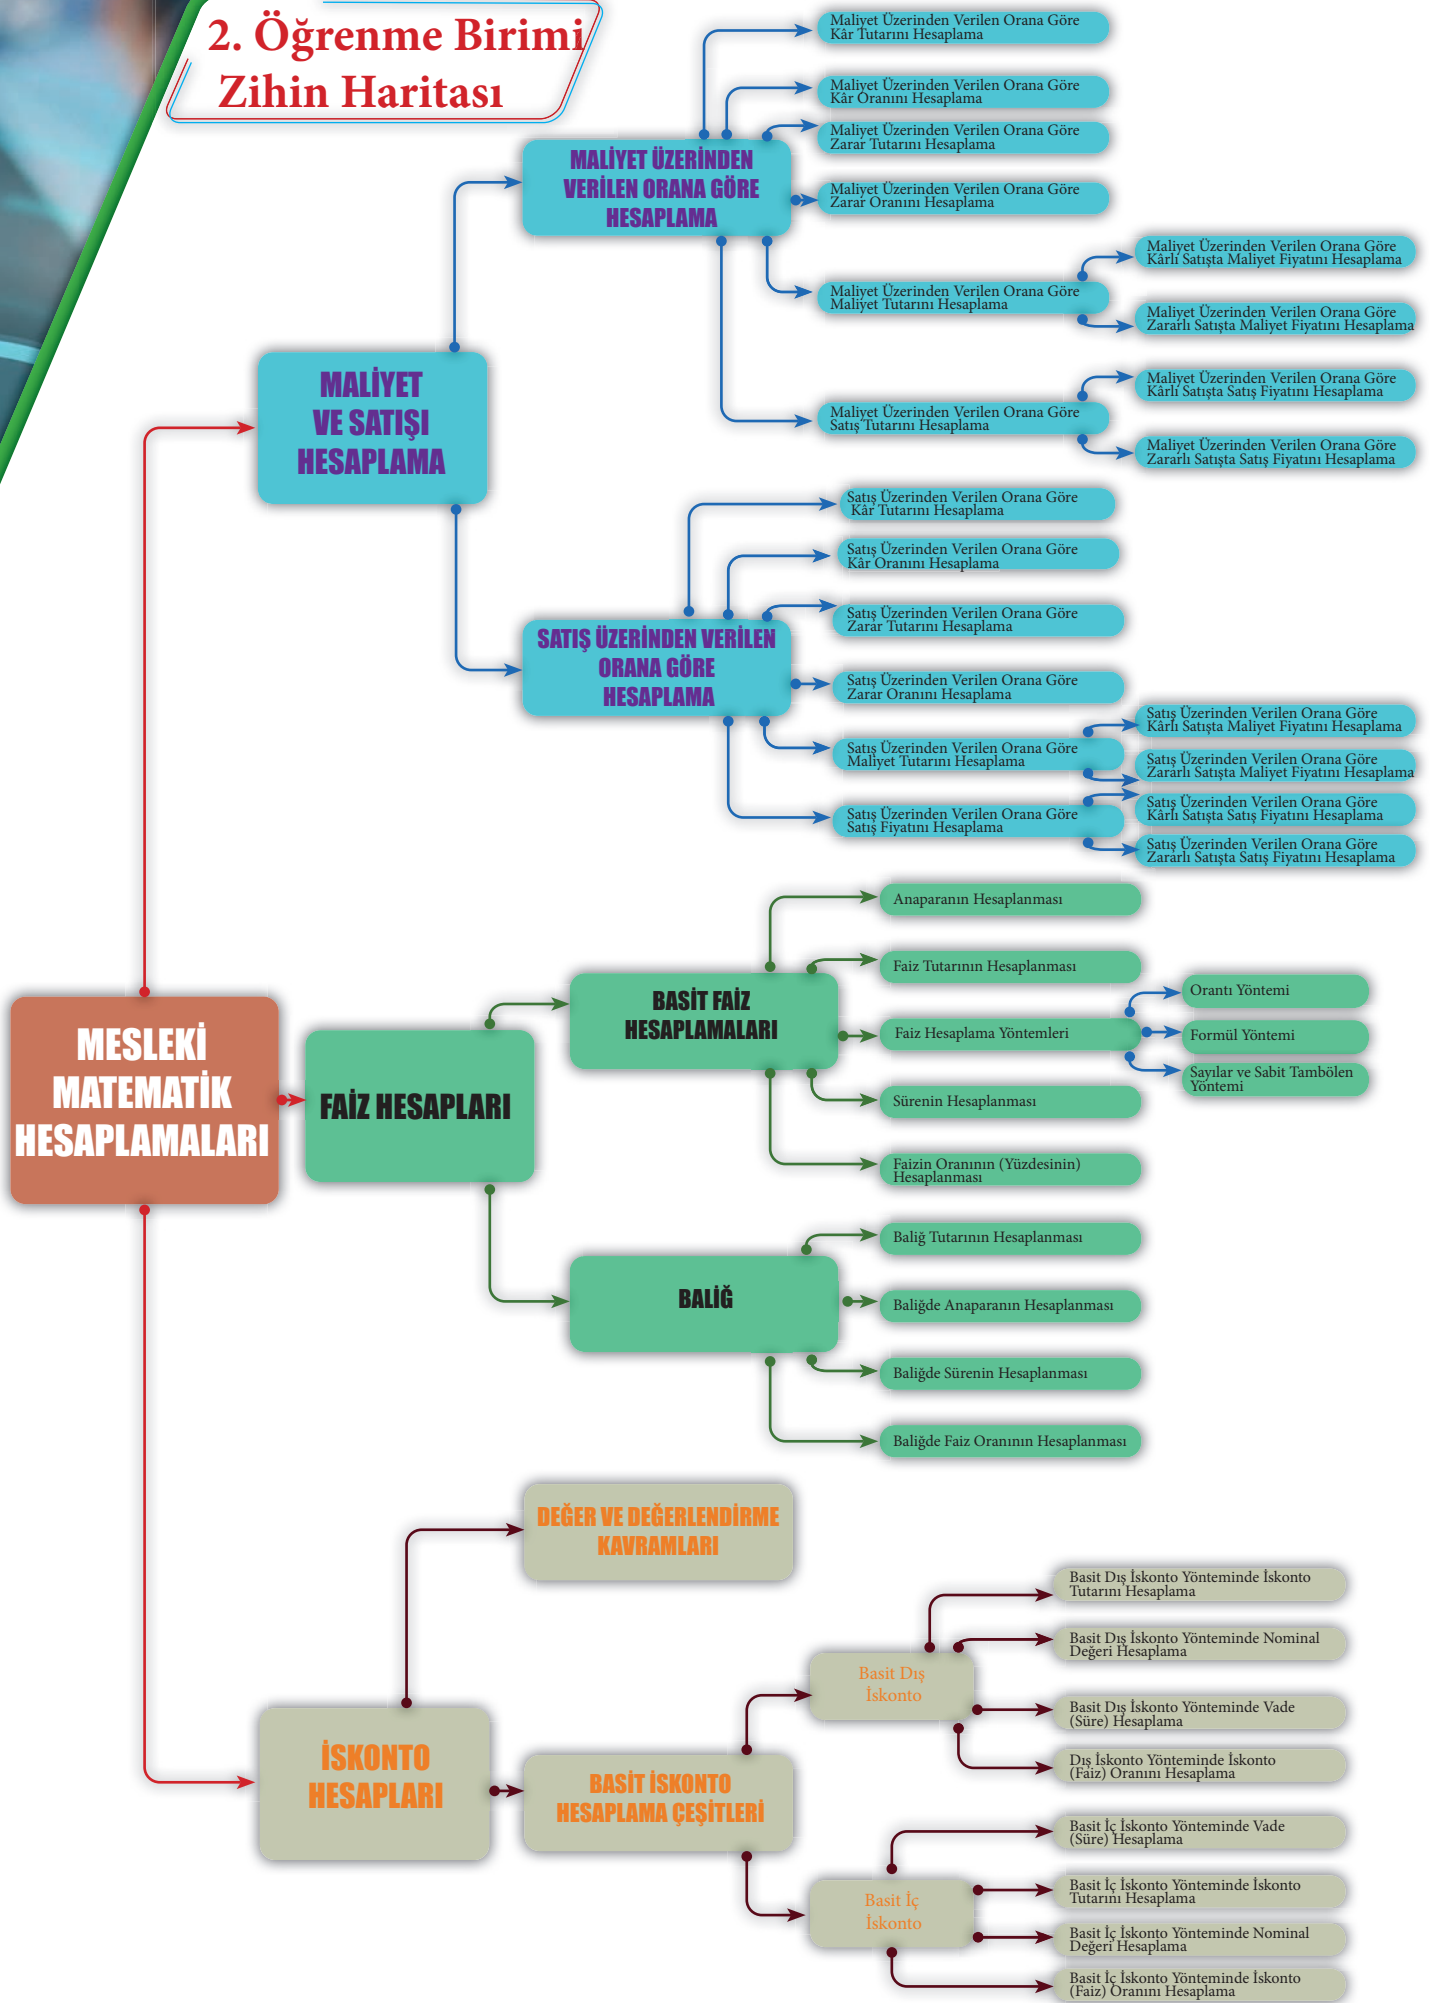 2. Öğrenme Birimi
Zihin Haritası
MESLEKİ
MATEMATİK
HESAPLAMALARI
MALİYET
VE SATIŞI
HESAPLAMA
MALİYET ÜZERİNDEN
VERİLEN ORANA GÖRE
HESAPLAMA
Maliyet Üzerinden Verilen Orana Göre
Kâr Tutarını Hesaplama
Maliyet Üzerinden Verilen Orana Göre
Kâr Oranını Hesaplama
Maliyet Üzerinden Verilen Orana Göre
Zarar Tutarını Hesaplama
Maliyet Üzerinden Verilen Orana Göre
Zarar Oranını Hesaplama
Maliyet Üzerinden Verilen Orana Göre
Maliyet Tutarını Hesaplama
Maliyet Üzerinden Verilen Orana Göre
Kârlı Satışta Maliyet Fiyatını Hesaplama
Maliyet Üzerinden Verilen Orana Göre
Zararlı Satışta Maliyet Fiyatını Hesaplama
Maliyet Üzerinden Verilen Orana Göre
Satış Tutarını Hesaplama
Maliyet Üzerinden Verilen Orana Göre
Kârlı Satışta Satış Fiyatını Hesaplama
Maliyet Üzerinden Verilen Orana Göre
Zararlı Satışta Satış Fiyatını Hesaplama
SATIŞ ÜZERİNDEN VERİLEN
ORANA GÖRE
HESAPLAMA
Satış Üzerinden Verilen Orana Göre
Kâr Tutarını Hesaplama
Satış Üzerinden Verilen Orana Göre
Kâr Oranını Hesaplama
Satış Üzerinden Verilen Orana Göre
Zarar Tutarını Hesaplama
Satış Üzerinden Verilen Orana Göre
Zarar Oranını Hesaplama
Satış Üzerinden Verilen Orana Göre
Maliyet Tutarını Hesaplama
Satış Üzerinden Verilen Orana Göre
Kârlı Satışta Maliyet Fiyatını Hesaplama
Satış Üzerinden Verilen Orana Göre
Zararlı Satışta Maliyet Fiyatını Hesaplama
Satış Üzerinden Verilen Orana Göre
Satış Fiyatını Hesaplama
Satış Üzerinden Verilen Orana Göre
Kârlı Satışta Satış Fiyatını Hesaplama
Satış Üzerinden Verilen Orana Göre
Zararlı Satışta Satış Fiyatını Hesaplama
FAİZ HESAPLARI
BASİT FAİZ
HESAPLAMALARI
Anaparanın Hesaplanması
Faiz Tutarının Hesaplanması
Faiz Hesaplama Yöntemleri
Orantı Yöntemi
Formül Yöntemi
Sayılar ve Sabit Tambölen
Yöntemi
Sürenin Hesaplanması
Faizin Oranının (Yüzdesinin)
Hesaplanması
BALİĞ
Baliğ Tutarının Hesaplanması
Baliğde Anaparanın Hesaplanması
Baliğde Sürenin Hesaplanması
Baliğde Faiz Oranının Hesaplanması
İSKONTO
HESAPLARI
DEĞER VE DEĞERLENDİRME
KAVRAMLARI
BASİT İSKONTO
HESAPLAMA ÇEŞİTLERİ
Basit Dış
İskonto
Basit Dış İskonto Yönteminde İskonto
Tutarını Hesaplama
Basit Dış İskonto Yönteminde Nominal
Değeri Hesaplama
Basit Dış İskonto Yönteminde Vade
(Süre) Hesaplama
Dış İskonto Yönteminde İskonto
(Faiz) Oranını Hesaplama
Basit İç
İskonto
Basit İç İskonto Yönteminde Vade
(Süre) Hesaplama
Basit İç İskonto Yönteminde İskonto
Tutarını Hesaplama
Basit İç İskonto Yönteminde Nominal
Değeri Hesaplama
Basit İç İskonto Yönteminde İskonto
(Faiz) Oranını Hesaplama